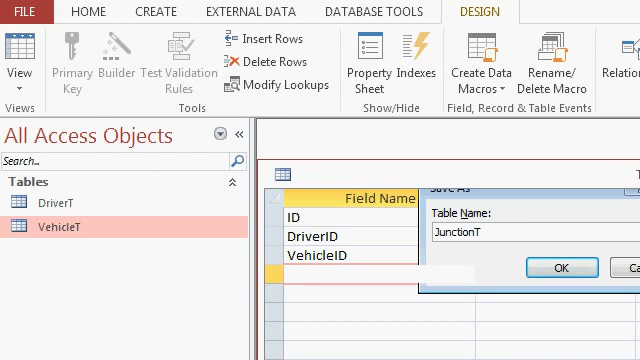 FILE HOME CREATE EXTERNAL DATA DATABASE TOOLS DESIGN
View
Primary Key
Builder
Test Validation Rules
Insert Rows
Delete Rows
Modify Lookups
Property Sheet
Indexes
Create Data Macros
Rename/ Delete Macro
Views
Tools
Show/Hide
Field, Record & Table Events
All Access Objects
Search...
Tables
DriverT
VehicleT
Field Name
ID
DriverID
VehicleID
Save As
Table Name:
JunctionT
OK